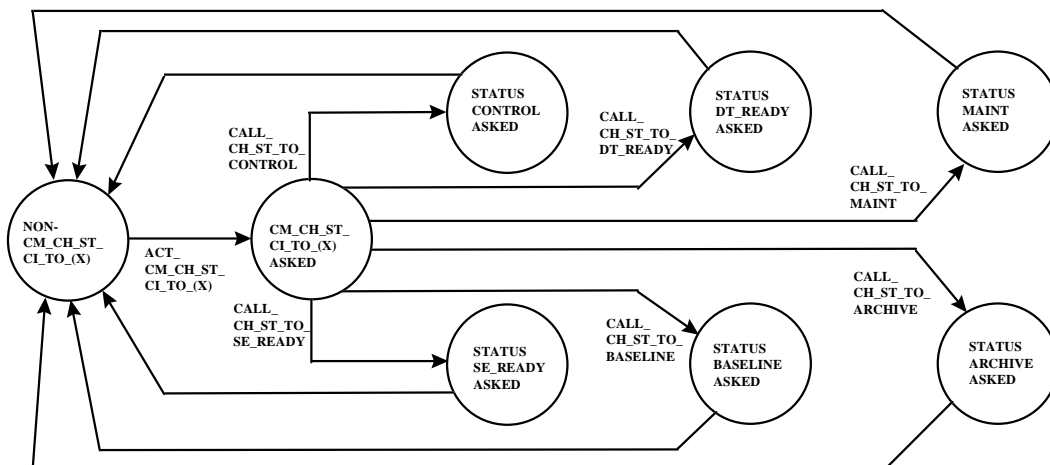 STATUS
CONTROL
ASKED
STATUS
DT_READY
ASKED
STATUS
MAINT
ASKED
CALL_
CH_ST_TO_
CONTROL
CALL_
CH_ST_TO_
DT_READY
CALL_
CH_ST_TO_
MAINT
NON-
CM_CH_ST_
CI_TO_(X)
ACT_
CM_CH_ST_
CI_TO_(X)
CM_CH_ST_
CI_TO_(X)
ASKED
CALL_
CH_ST_TO_
SE_READY
CALL_
CH_ST_TO_
BASELINE
CALL_
CH_ST_TO_
ARCHIVE
STATUS
SE_READY
ASKED
STATUS
BASELINE
ASKED
STATUS
ARCHIVE
ASKED